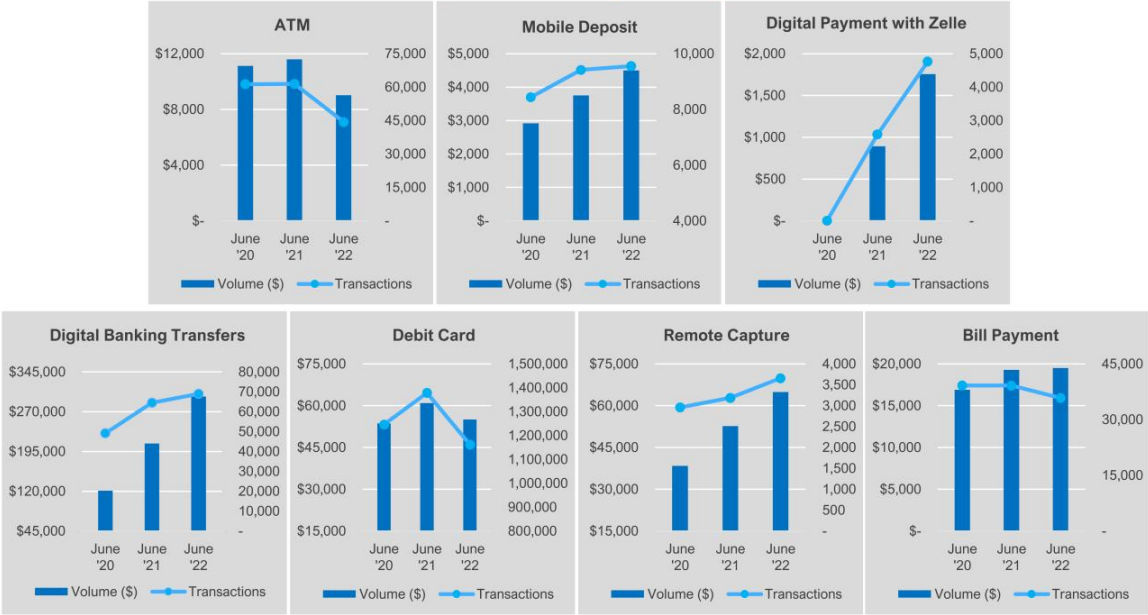 ATM
$12,000
$8,000
$4,000
$-
75,000
60,000
45,000
30,000
15,000
-
June '20
June '21
June '22
Volume ($)
Transactions
Mobile Deposit
$5,000
$4,000
$3,000
$2,000
$1,000
$-
10,000
8,000
6,000
4,000
June '20
June '21
June '22
Volume ($)
Transactions
Digital Payment with Zelle
$2,000
$1,500
$1,000
$500
$-
5,000
4,000
3,000
2,000
1,000
-
June '20
June '21
June '22
Volume ($)
Transactions
Digital Banking Transfers
$345,000
$270,000
$195,000
$120,000
$45,000
80,000
70,000
60,000
50,000
40,000
30,000
20,000
10,000
-
June '20
June '21
June '22
Volume ($)
Transactions
Debit Card
$75,000
$60,000
$45,000
$30,000
$15,000
1,500,000
1,400,000
1,300,000
1,200,000
1,100,000
1,000,000
900,000
800,000
June '20
June '21
June '22
Volume ($)
Transactions
Remote Capture
$75,000
$60,000
$45,000
$30,000
$15,000
4,000
3,500
3,000
2,500
2,000
1,500
1,000
500
-
June '20
June '21
June '22
Volume ($)
Transactions
Bill Payment
$20,000
$15,000
$10,000
$5,000
$-
45,000
30,000
15,000
-
June '20
June '21
June '22
Volume ($)
Transactions